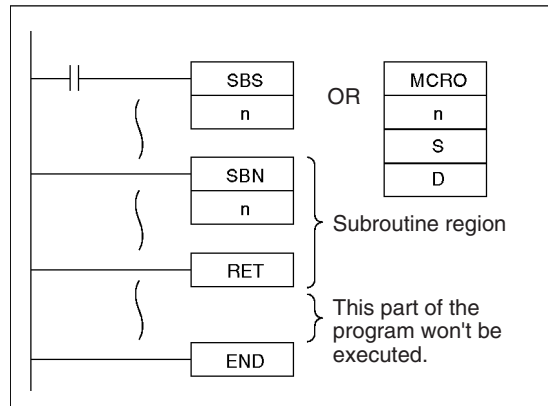 SBS
n
OR
MCRO
n
S
D
SBN
n
Subroutine region
RET
This part of the
program won't be
executed.
END